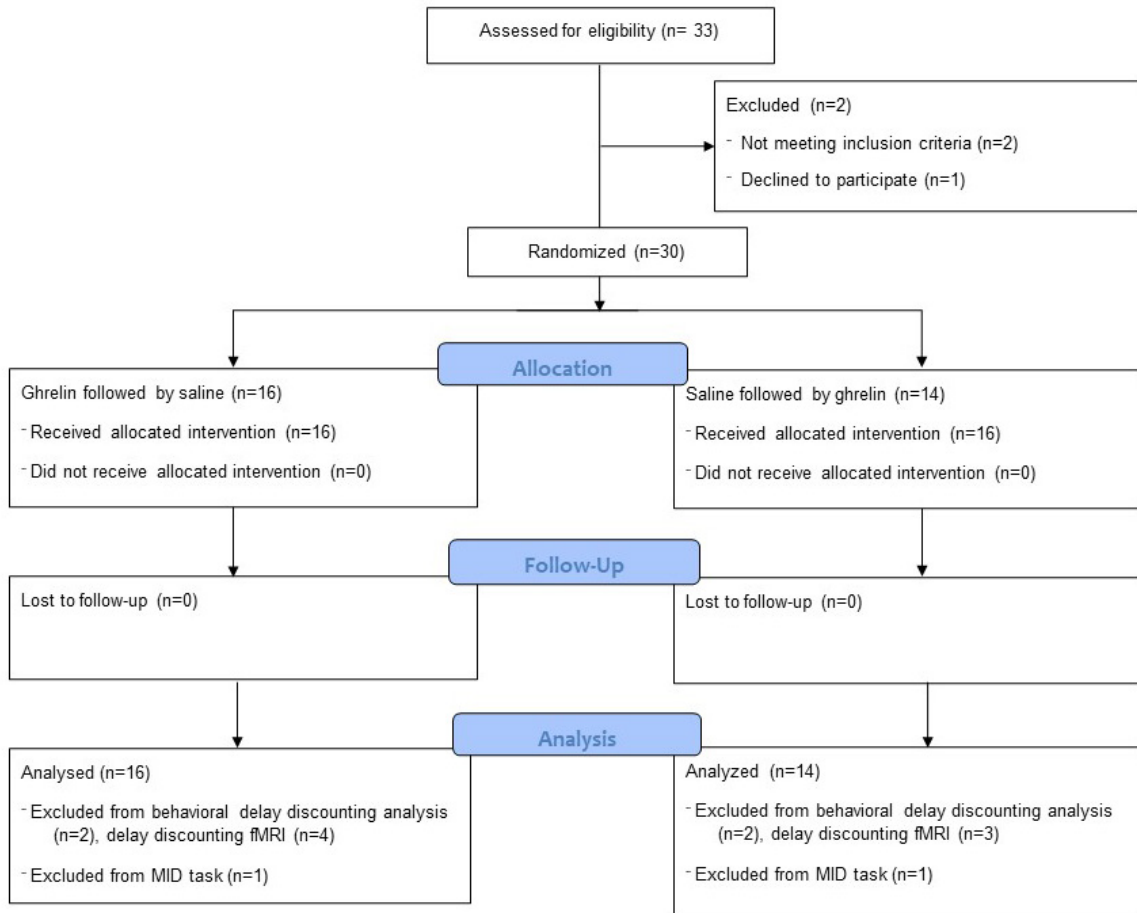 Assessed for eligibility (n= 33)
Excluded (n=2)
- Not meeting inclusion criteria (n=2)
- Declined to participate (n=1)
Randomized (n=30)
Allocation
Ghrelin followed by saline (n=16)
- Received allocated intervention (n=16)
- Did not receive allocated intervention (n=0)
Saline followed by ghrelin (n=14)
- Received allocated intervention (n=16)
- Did not receive allocated intervention (n=0)
Follow-Up
Lost to follow-up (n=0)
Lost to follow-up (n=0)
Analysis
Analysed (n=16)
- Excluded from behavioral delay discounting analysis
(n=2), delay discounting fMRI (n=4)
- Excluded from MID task (n=1)
Analyzed (n=14)
- Excluded from behavioral delay discounting analysis
(n=2), delay discounting fMRI (n=3)
- Excluded from MID task (n=1)